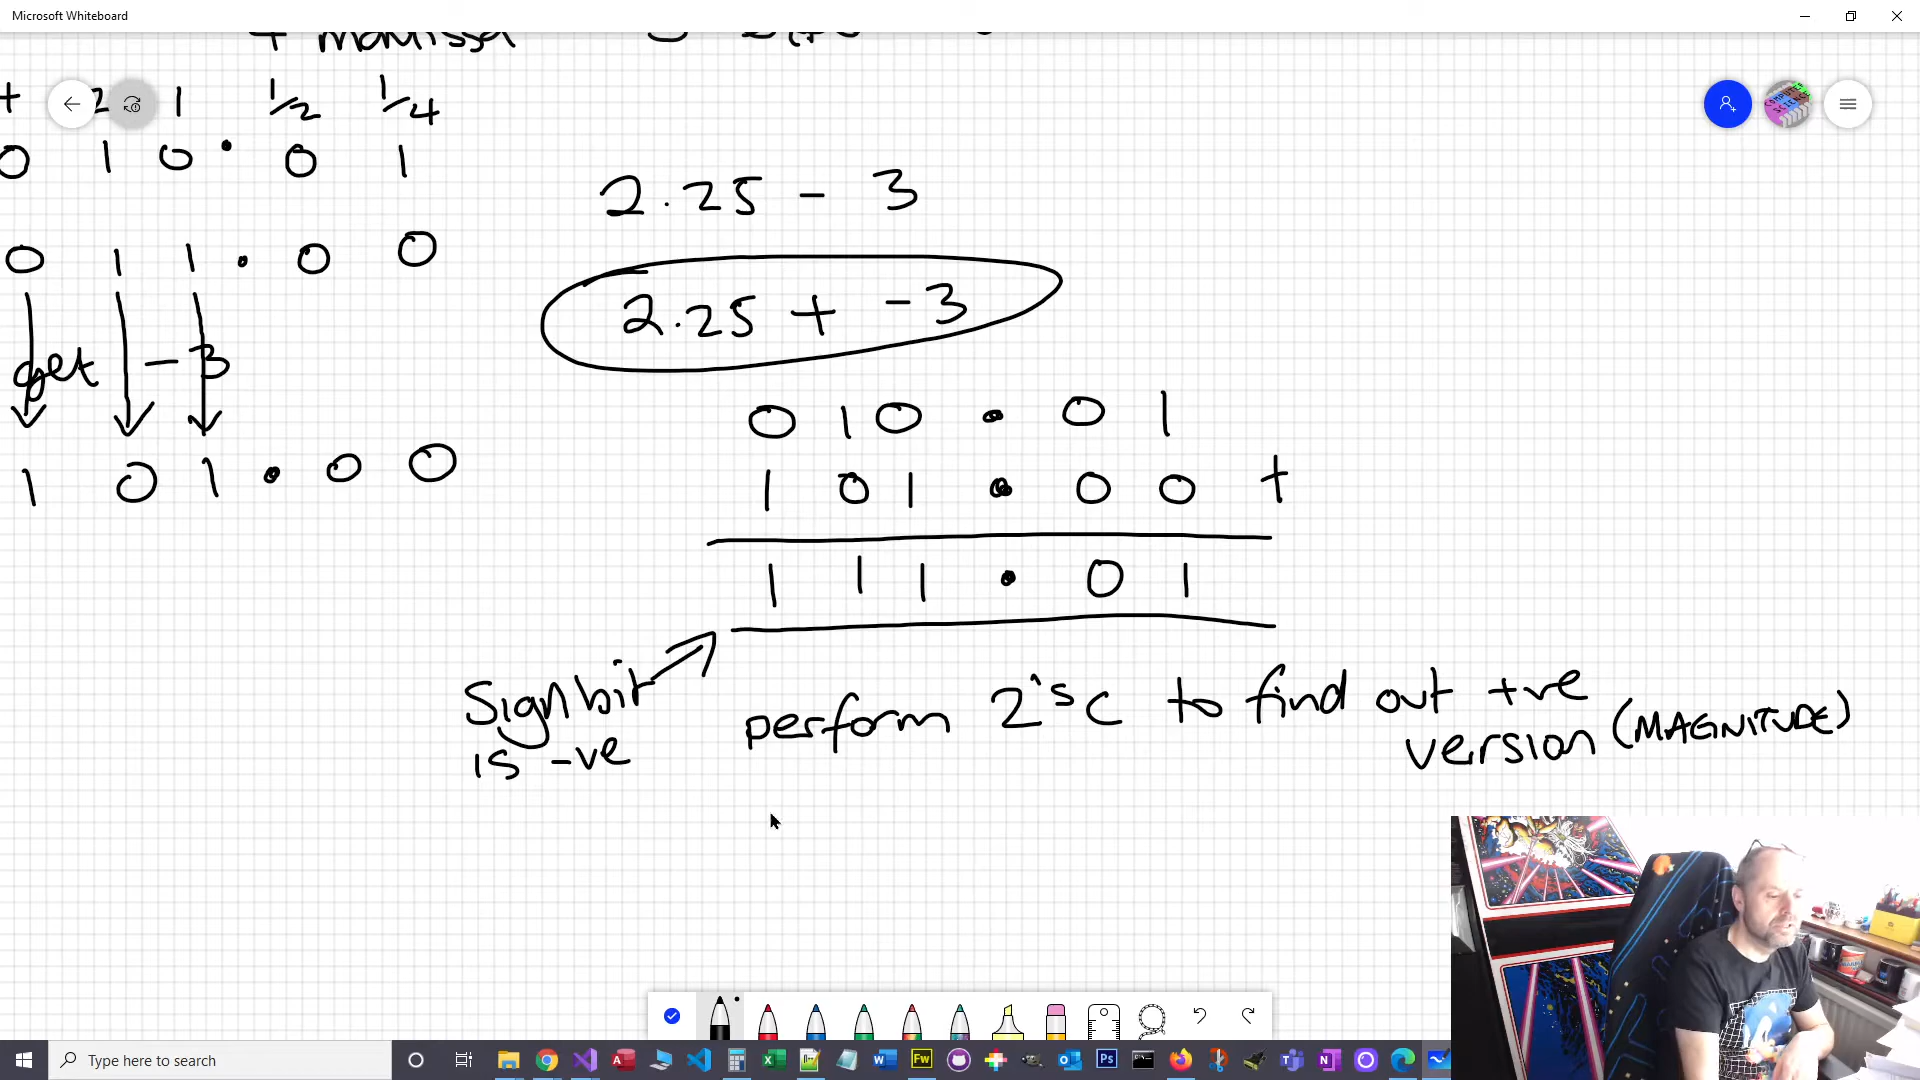 Microsoft Whiteboard
+ mantissa
+ 2 1 1/2 1/4
0 1 0 . 0 1
0 1 1 . 0 0
get -3
1 0 1 . 0 0
2.25 - 3
2.25 + -3
0 1 0 . 0 1
1 0 1 . 0 0 +
1 1 1 . 0 1
Sign bit
is -ve
perform 2'sC to find out +ve
version (MAGNITUDE)
COMPUTER
SCIENCE
Type here to search